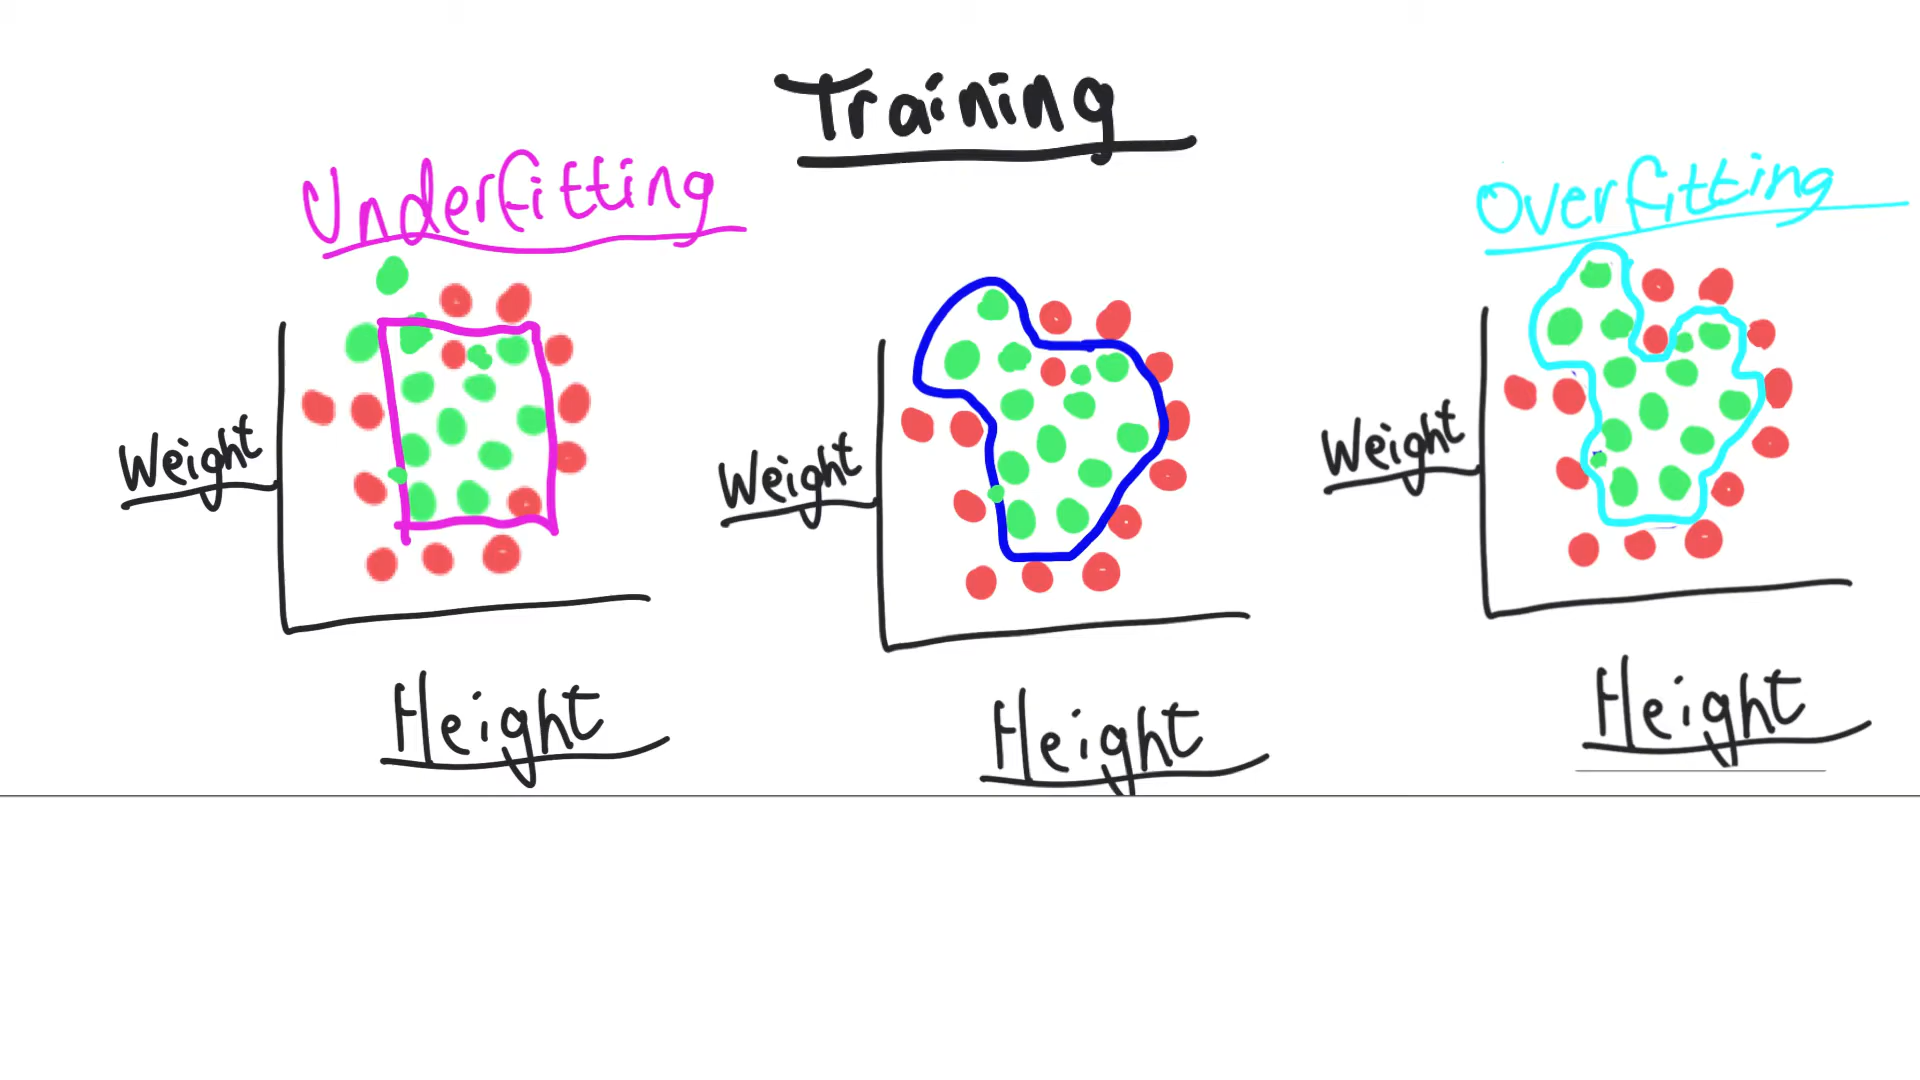 Training
Underfitting
Overfitting
Weight
Weight
Weight
Height
Height
Height